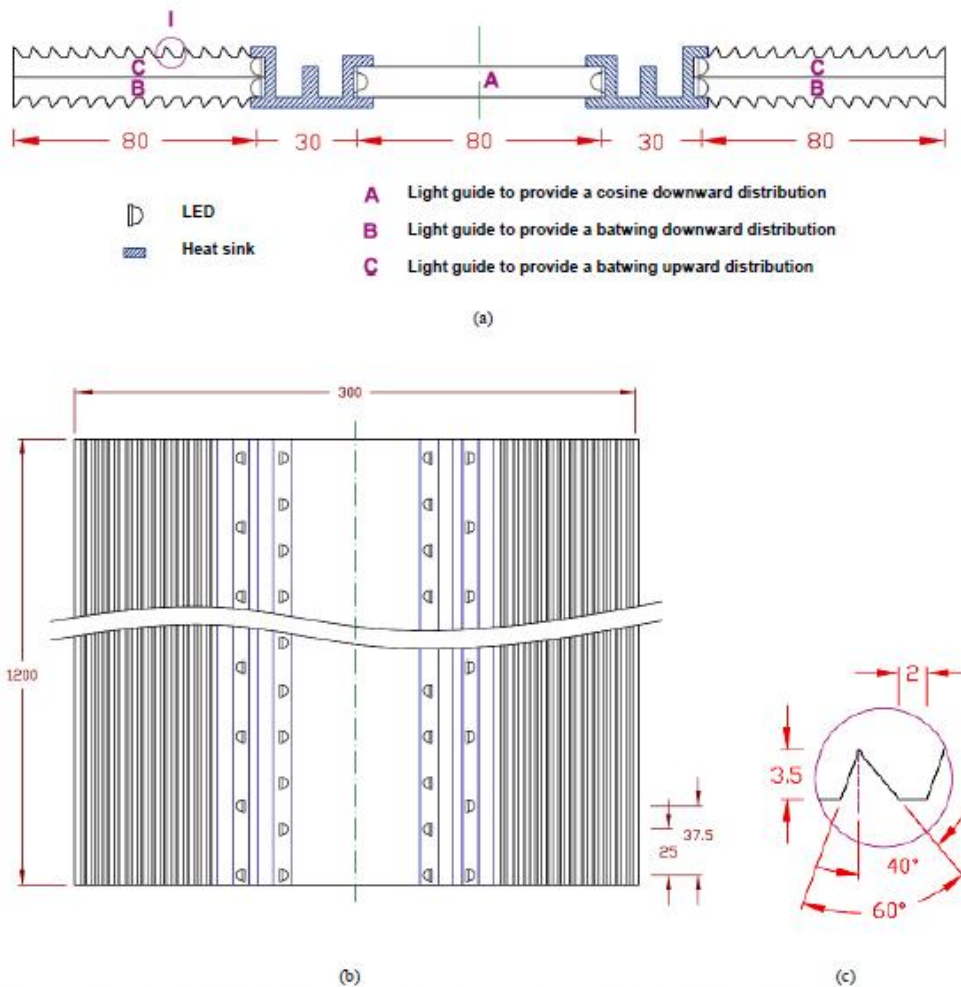 I
C
B
A
C
B
80 30 80 30 80
LED
Heat sink
A Light guide to provide a cosine downward distribution
B Light guide to provide a batwing downward distribution
C Light guide to provide a batwing upward distribution
(a)
300
1200
37.5
25
2
3.5
40°
60°
(b)
(c)